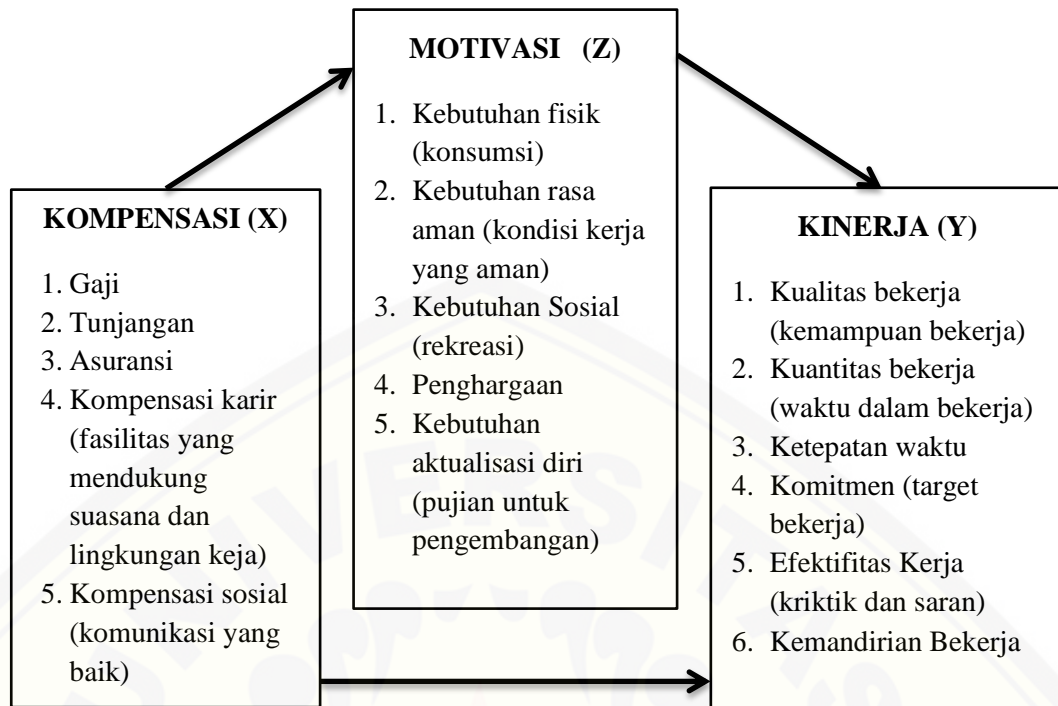 MOTIVASI (Z)
1. Kebutuhan fisik
(konsumsi)
2. Kebutuhan rasa
aman (kondisi kerja
yang aman)
3. Kebutuhan Sosial
(rekreasi)
4. Penghargaan
5. Kebutuhan
aktualisasi diri
(pujian untuk
pengembangan)
KOMPENSASI (X)
1. Gaji
2. Tunjangan
3. Asuransi
4. Kompensasi karir
(fasilitas yang
mendukung
suasana dan
lingkungan keja)
5. Kompensasi sosial
(komunikasi yang
baik)
KINERJA (Y)
1. Kualitas bekerja
(kemampuan bekerja)
2. Kuantitas bekerja
(waktu dalam bekerja)
3. Ketepatan waktu
4. Komitmen (target
bekerja)
5. Efektifitas Kerja
(kriktik dan saran)
6. Kemandirian Bekerja
UNIVERSITAS